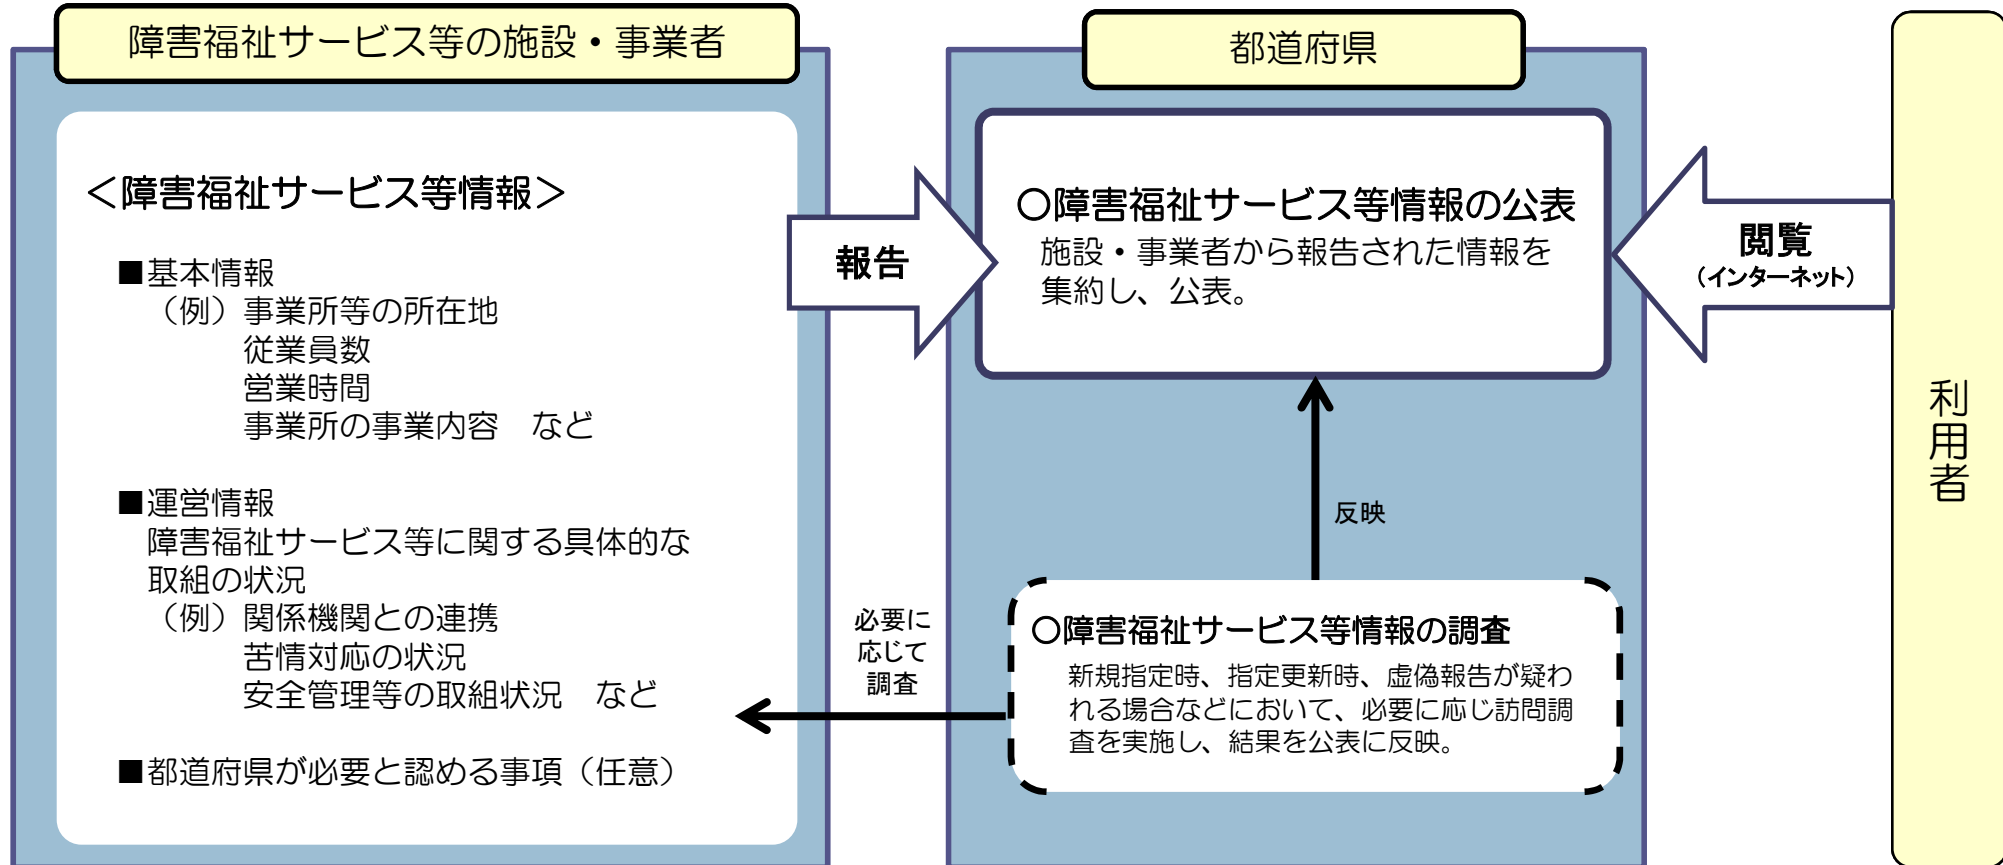 障害福祉サービス等の施設・事業者
＜障害福祉サービス等情報＞
■基本情報
（例）事業所等の所在地
従業員数
営業時間
事業所の事業内容　など
■運営情報
障害福祉サービス等に関する具体的な
取組の状況
（例）関係機関との連携
苦情対応の状況
安全管理等の取組状況　など
■都道府県が必要と認める事項（任意）
報告
必要に
応じて
調査
都道府県
○障害福祉サービス等情報の公表
施設・事業者から報告された情報を
集約し、公表。
反映
○障害福祉サービス等情報の調査
新規指定時、指定更新時、虚偽報告が疑わ
れる場合などにおいて、必要に応じ訪問調
査を実施し、結果を公表に反映。
閲覧
（インターネット）
利用者